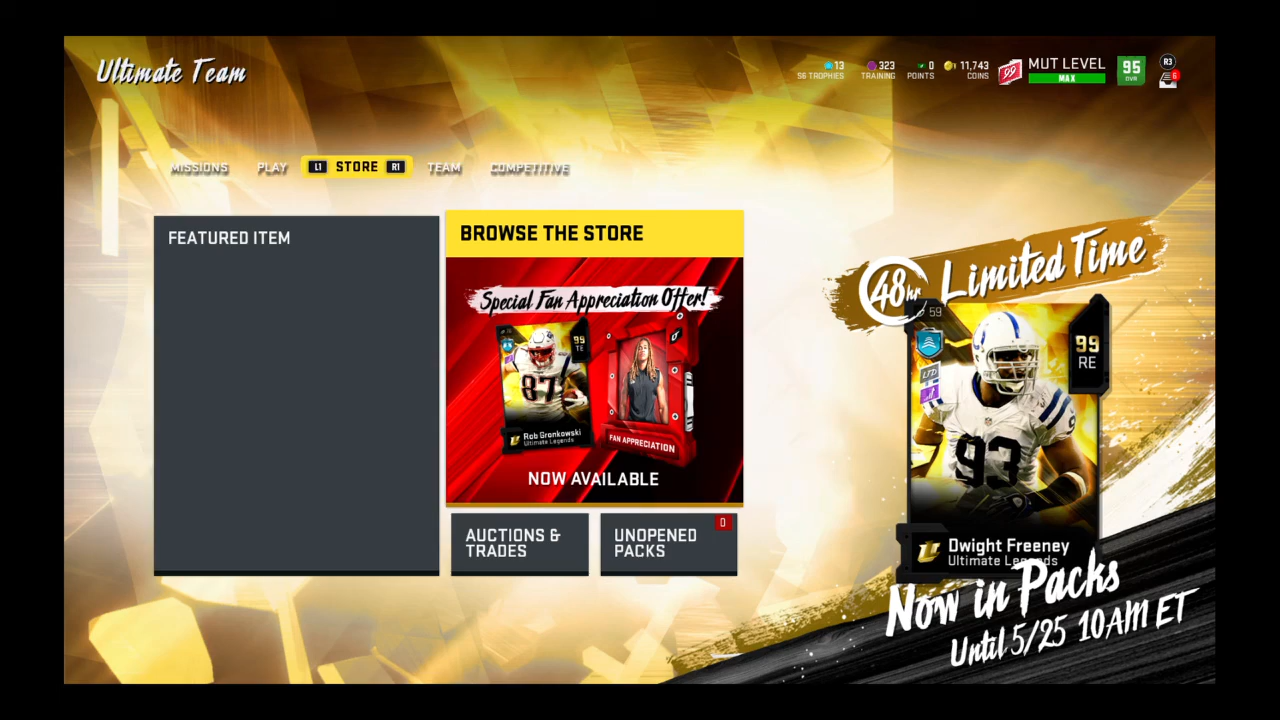 Ultimate Team
13
S6 TROPHIES
323
TRAINING
0
POINTS
11,743
COINS
99
MUT LEVEL
MAX
95
OVR
R3
6
MISSIONS
PLAY
L1 STORE R1
TEAM
COMPETITIVE
FEATURED ITEM
BROWSE THE STORE
Special Fan Appreciation Offer!
99
TE
87
Rob Gronkowski
Ultimate Legends
FAN APPRECIATION
NOW AVAILABLE
AUCTIONS &
TRADES
UNOPENED
PACKS
0
48hr Limited Time
59
99
RE
LTD
93
Dwight Freeney
Ultimate Legends
Now in Packs
Until 5/25 10AM ET